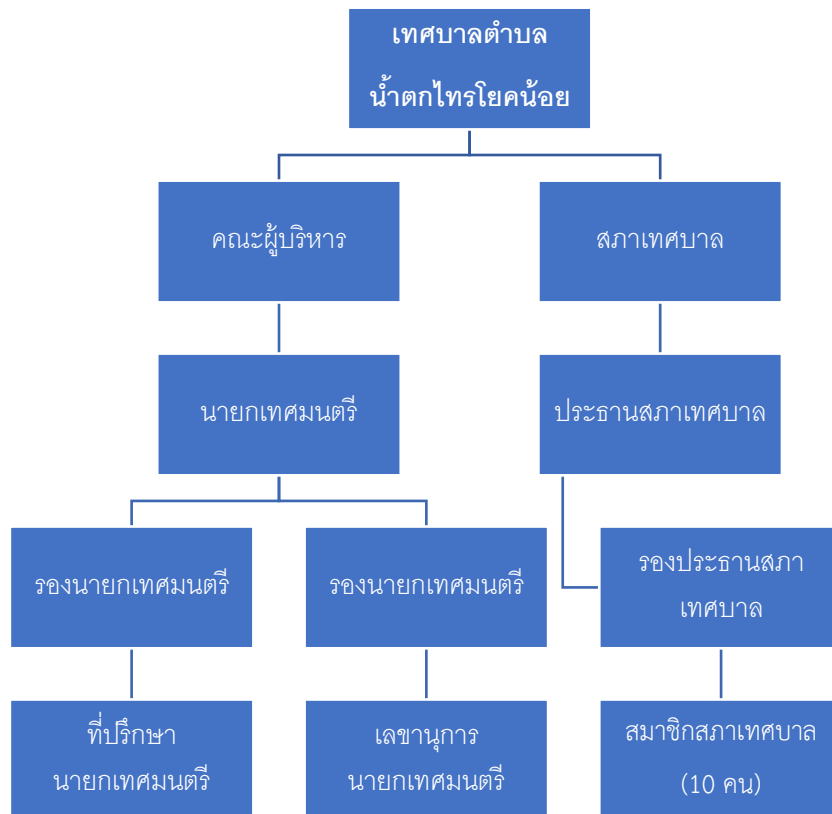 เทศบาลตำบล
น้ำตกไทรโยคน้อย
คณะผู้บริหาร
สภาเทศบาล
นายกเทศมนตรี
ประธานสภาเทศบาล
รองนายกเทศมนตรี
รองนายกเทศมนตรี
รองประธานสภา
เทศบาล
ที่ปรึกษา
นายกเทศมนตรี
เลขานุการ
นายกเทศมนตรี
สมาชิกสภาเทศบาล
(10 คน)